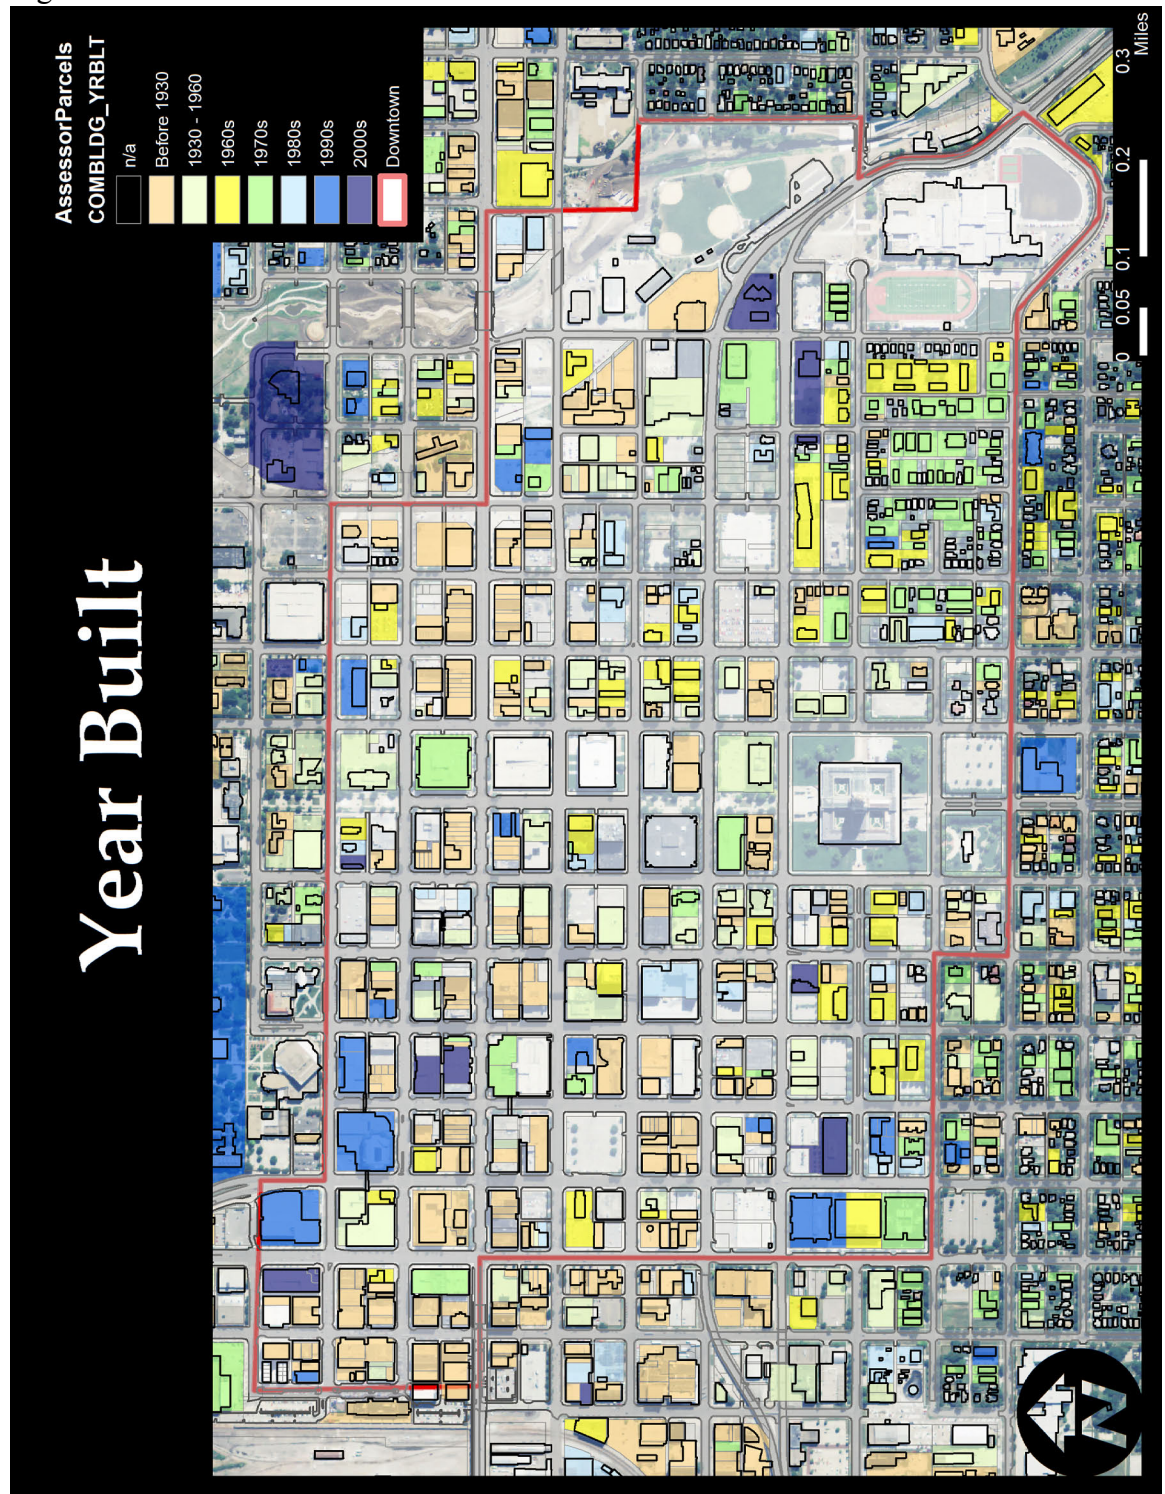 Year Built
AssessorParcels
COMBLDG_YRBLT
n/a
Before 1930
1930 - 1960
1960s
1970s
1980s
1990s
2000s
Downtown
0 0.05 0.1 0.2 0.3
Miles
N